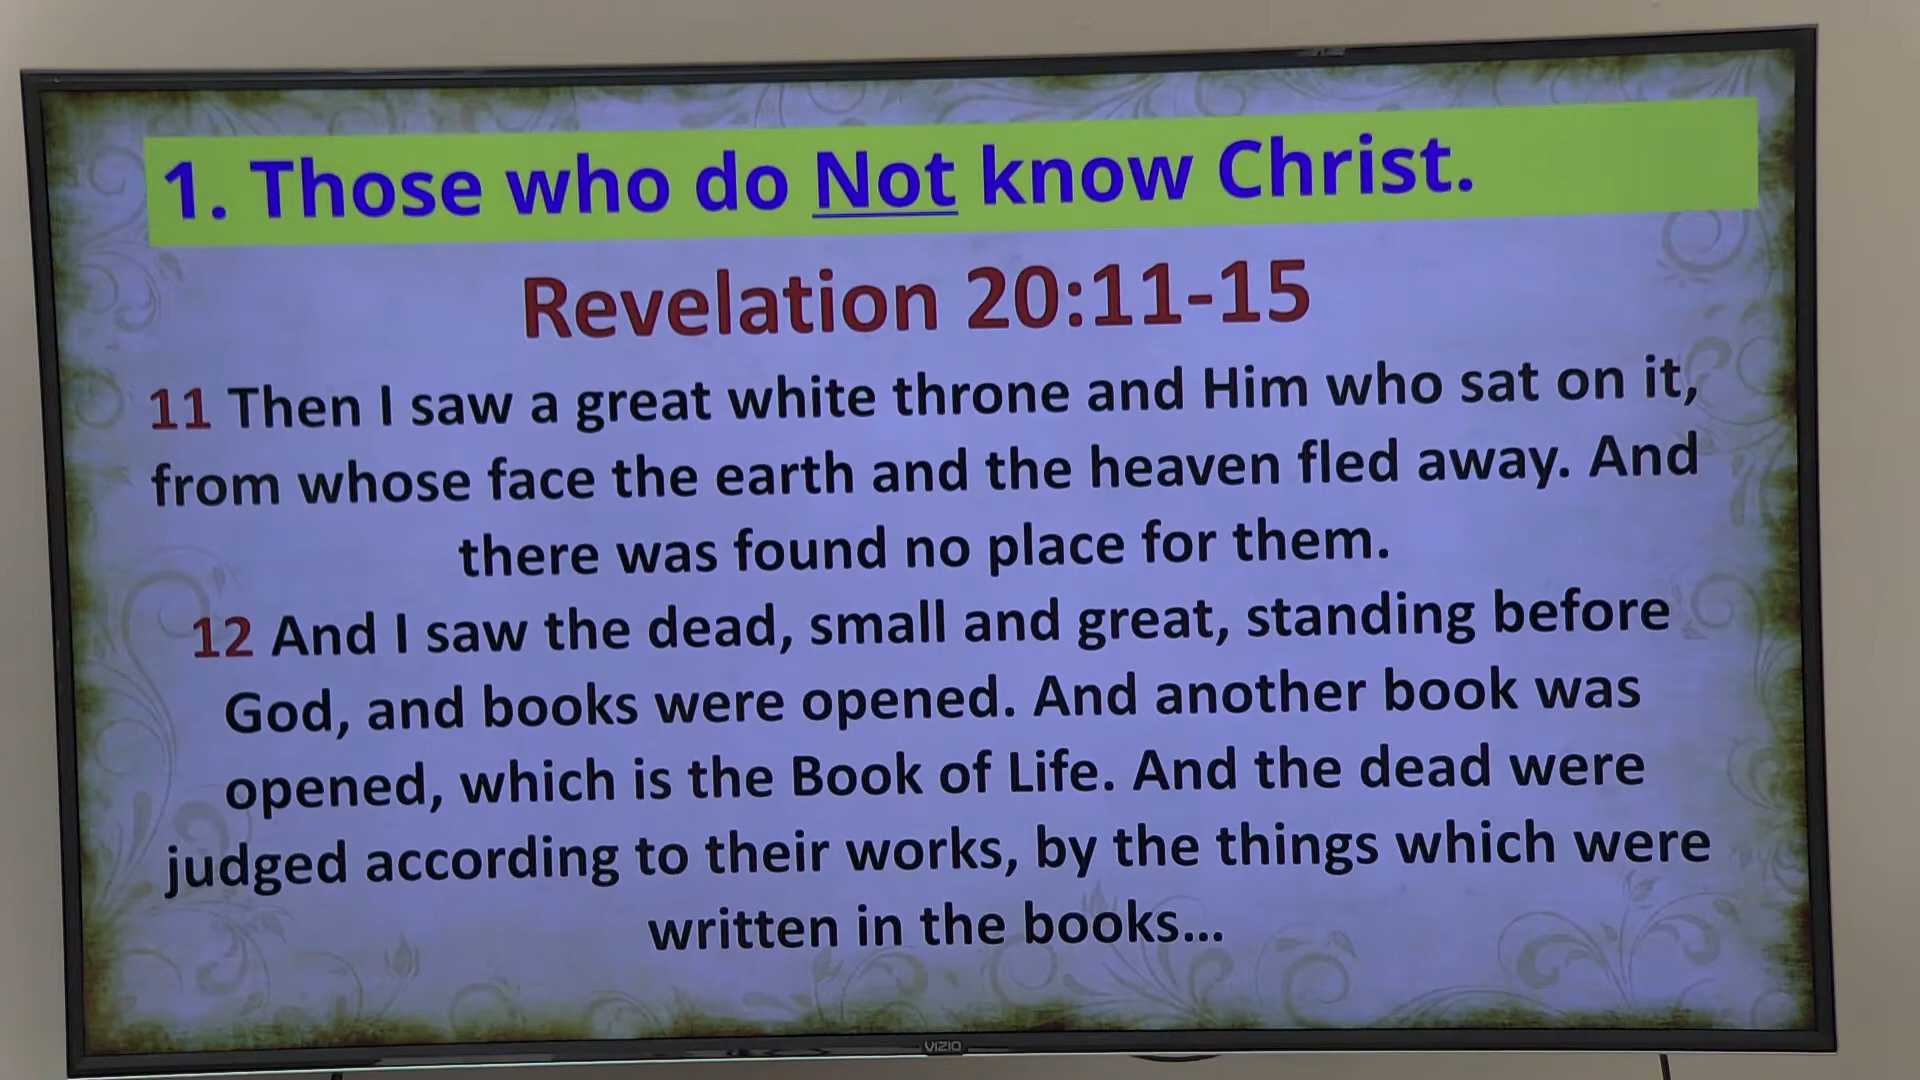 1. Those who do Not know Christ.
Revelation 20:11-15
11 Then I saw a great white throne and Him who sat on it,
from whose face the earth and the heaven fled away. And
there was found no place for them.
12 And I saw the dead, small and great, standing before
God, and books were opened. And another book was
opened, which is the Book of Life. And the dead were
judged according to their works, by the things which were
written in the books...
VIZIO